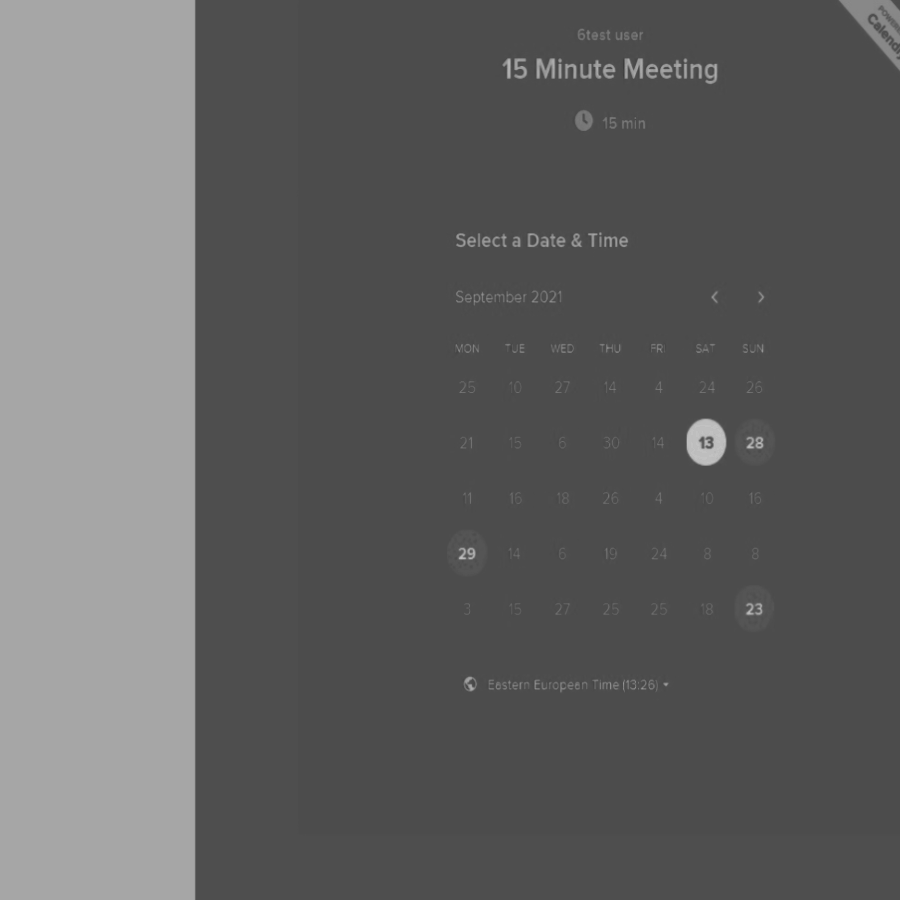 POWERED
Calendly
6test user
15 Minute Meeting
15 min
Select a Date & Time
September 2021
MON TUE WED THU FRI SAT SUN
25 10 27 14 4 24 26
21 15 6 30 14 13 28
11 16 18 26 4 10 15
29 14 6 19 24 8 8
3 15 27 25 25 18 23
Eastern European Time (13:26)